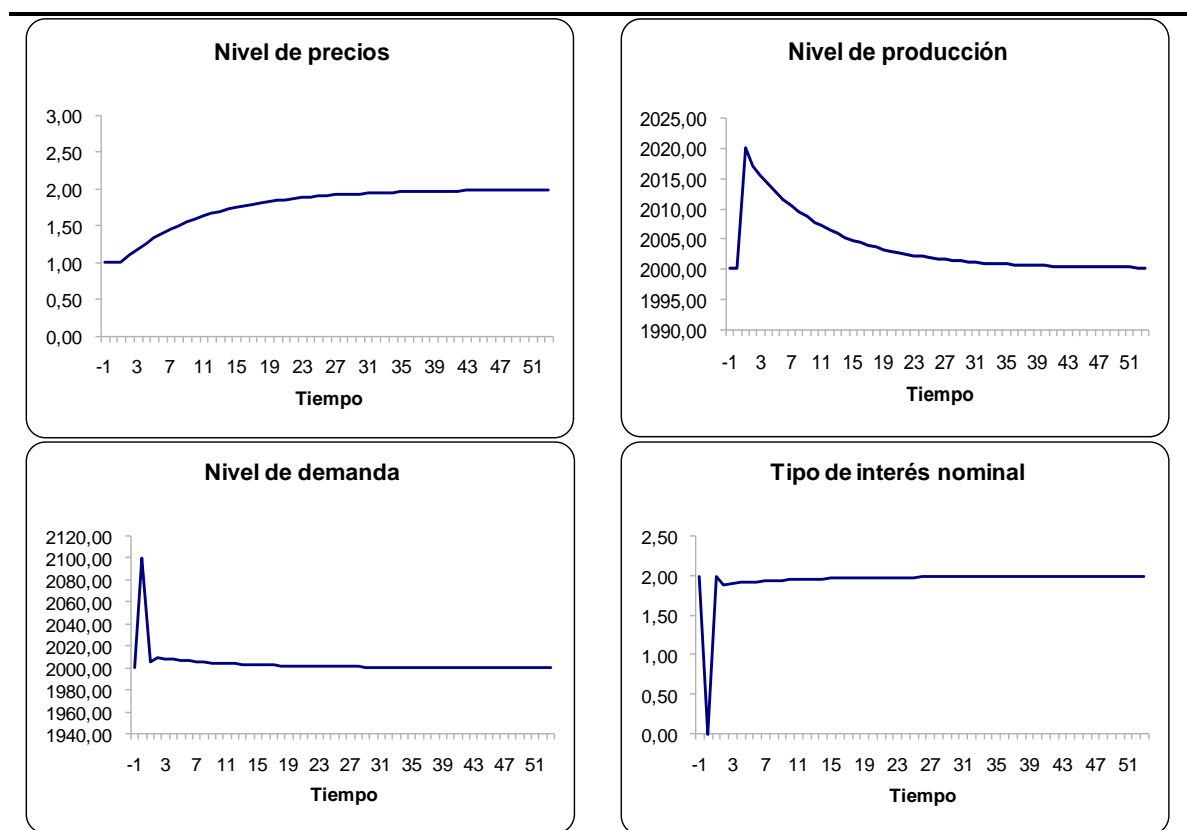 Nivel de precios
3,00
2,50
2,00
1,50
1,00
0,50
0,00
-1 3 7 11 15 19 23 27 31 35 39 43 47 51
Tiempo
Nivel de producción
2025,00
2020,00
2015,00
2010,00
2005,00
2000,00
1995,00
1990,00
-1 3 7 11 15 19 23 27 31 35 39 43 47 51
Tiempo
Nivel de demanda
2120,00
2100,00
2080,00
2060,00
2040,00
2020,00
2000,00
1980,00
1960,00
1940,00
-1 3 7 11 15 19 23 27 31 35 39 43 47 51
Tiempo
Tipo de interés nominal
2,50
2,00
1,50
1,00
0,50
0,00
-1 3 7 11 15 19 23 27 31 35 39 43 47 51
Tiempo